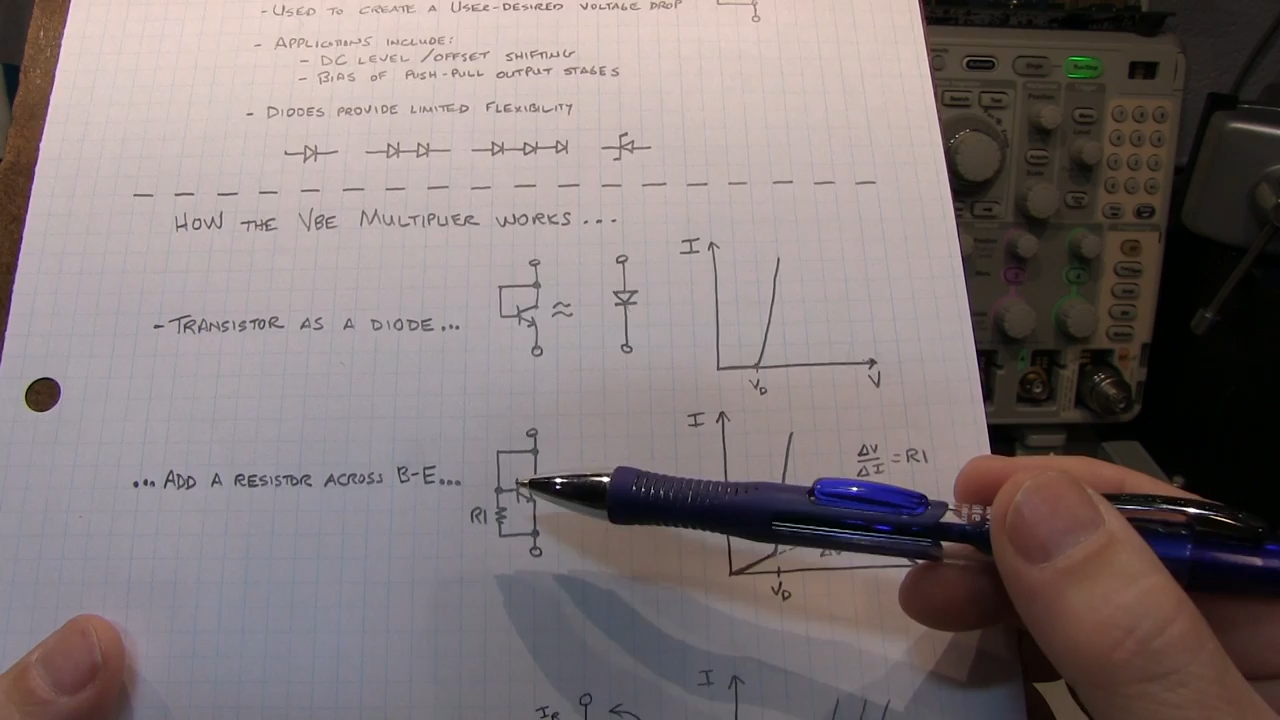 - USED TO CREATE A USER-DESIRED VOLTAGE DROP
- APPLICATIONS INCLUDE:
- DC LEVEL / OFFSET SHIFTING
- BIAS OF PUSH-PULL OUTPUT STAGES
- DIODES PROVIDE LIMITED FLEXIBILITY
HOW THE VBE MULTIPLIER WORKS...
I
- TRANSISTOR AS A DIODE...
≈
VD
V
I
ΔV/ΔI = R1
...ADD A RESISTOR ACROSS B-E...
R1
VD
I
IR